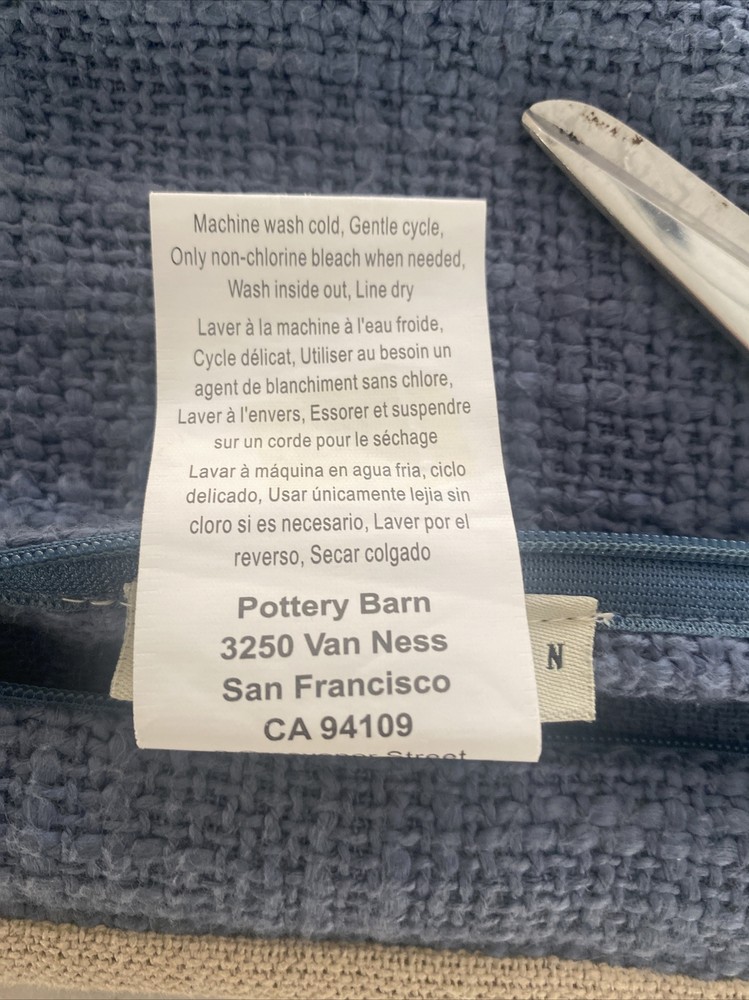 Machine wash cold, Gentle cycle,
Only non-chlorine bleach when needed,
Wash inside out, Line dry
Laver à la machine à l'eau froide,
Cycle délicat, Utiliser au besoin un
agent de blanchiment sans chlore,
Laver à l'envers, Essorer et suspendre
sur un corde pour le séchage
Lavar à máquina en agua fria, ciclo
delicado, Usar únicamente lejia sin
cloro si es necesario, Laver por el
reverso, Secar colgado
Pottery Barn
3250 Van Ness
San Francisco
CA 94109
Street
N